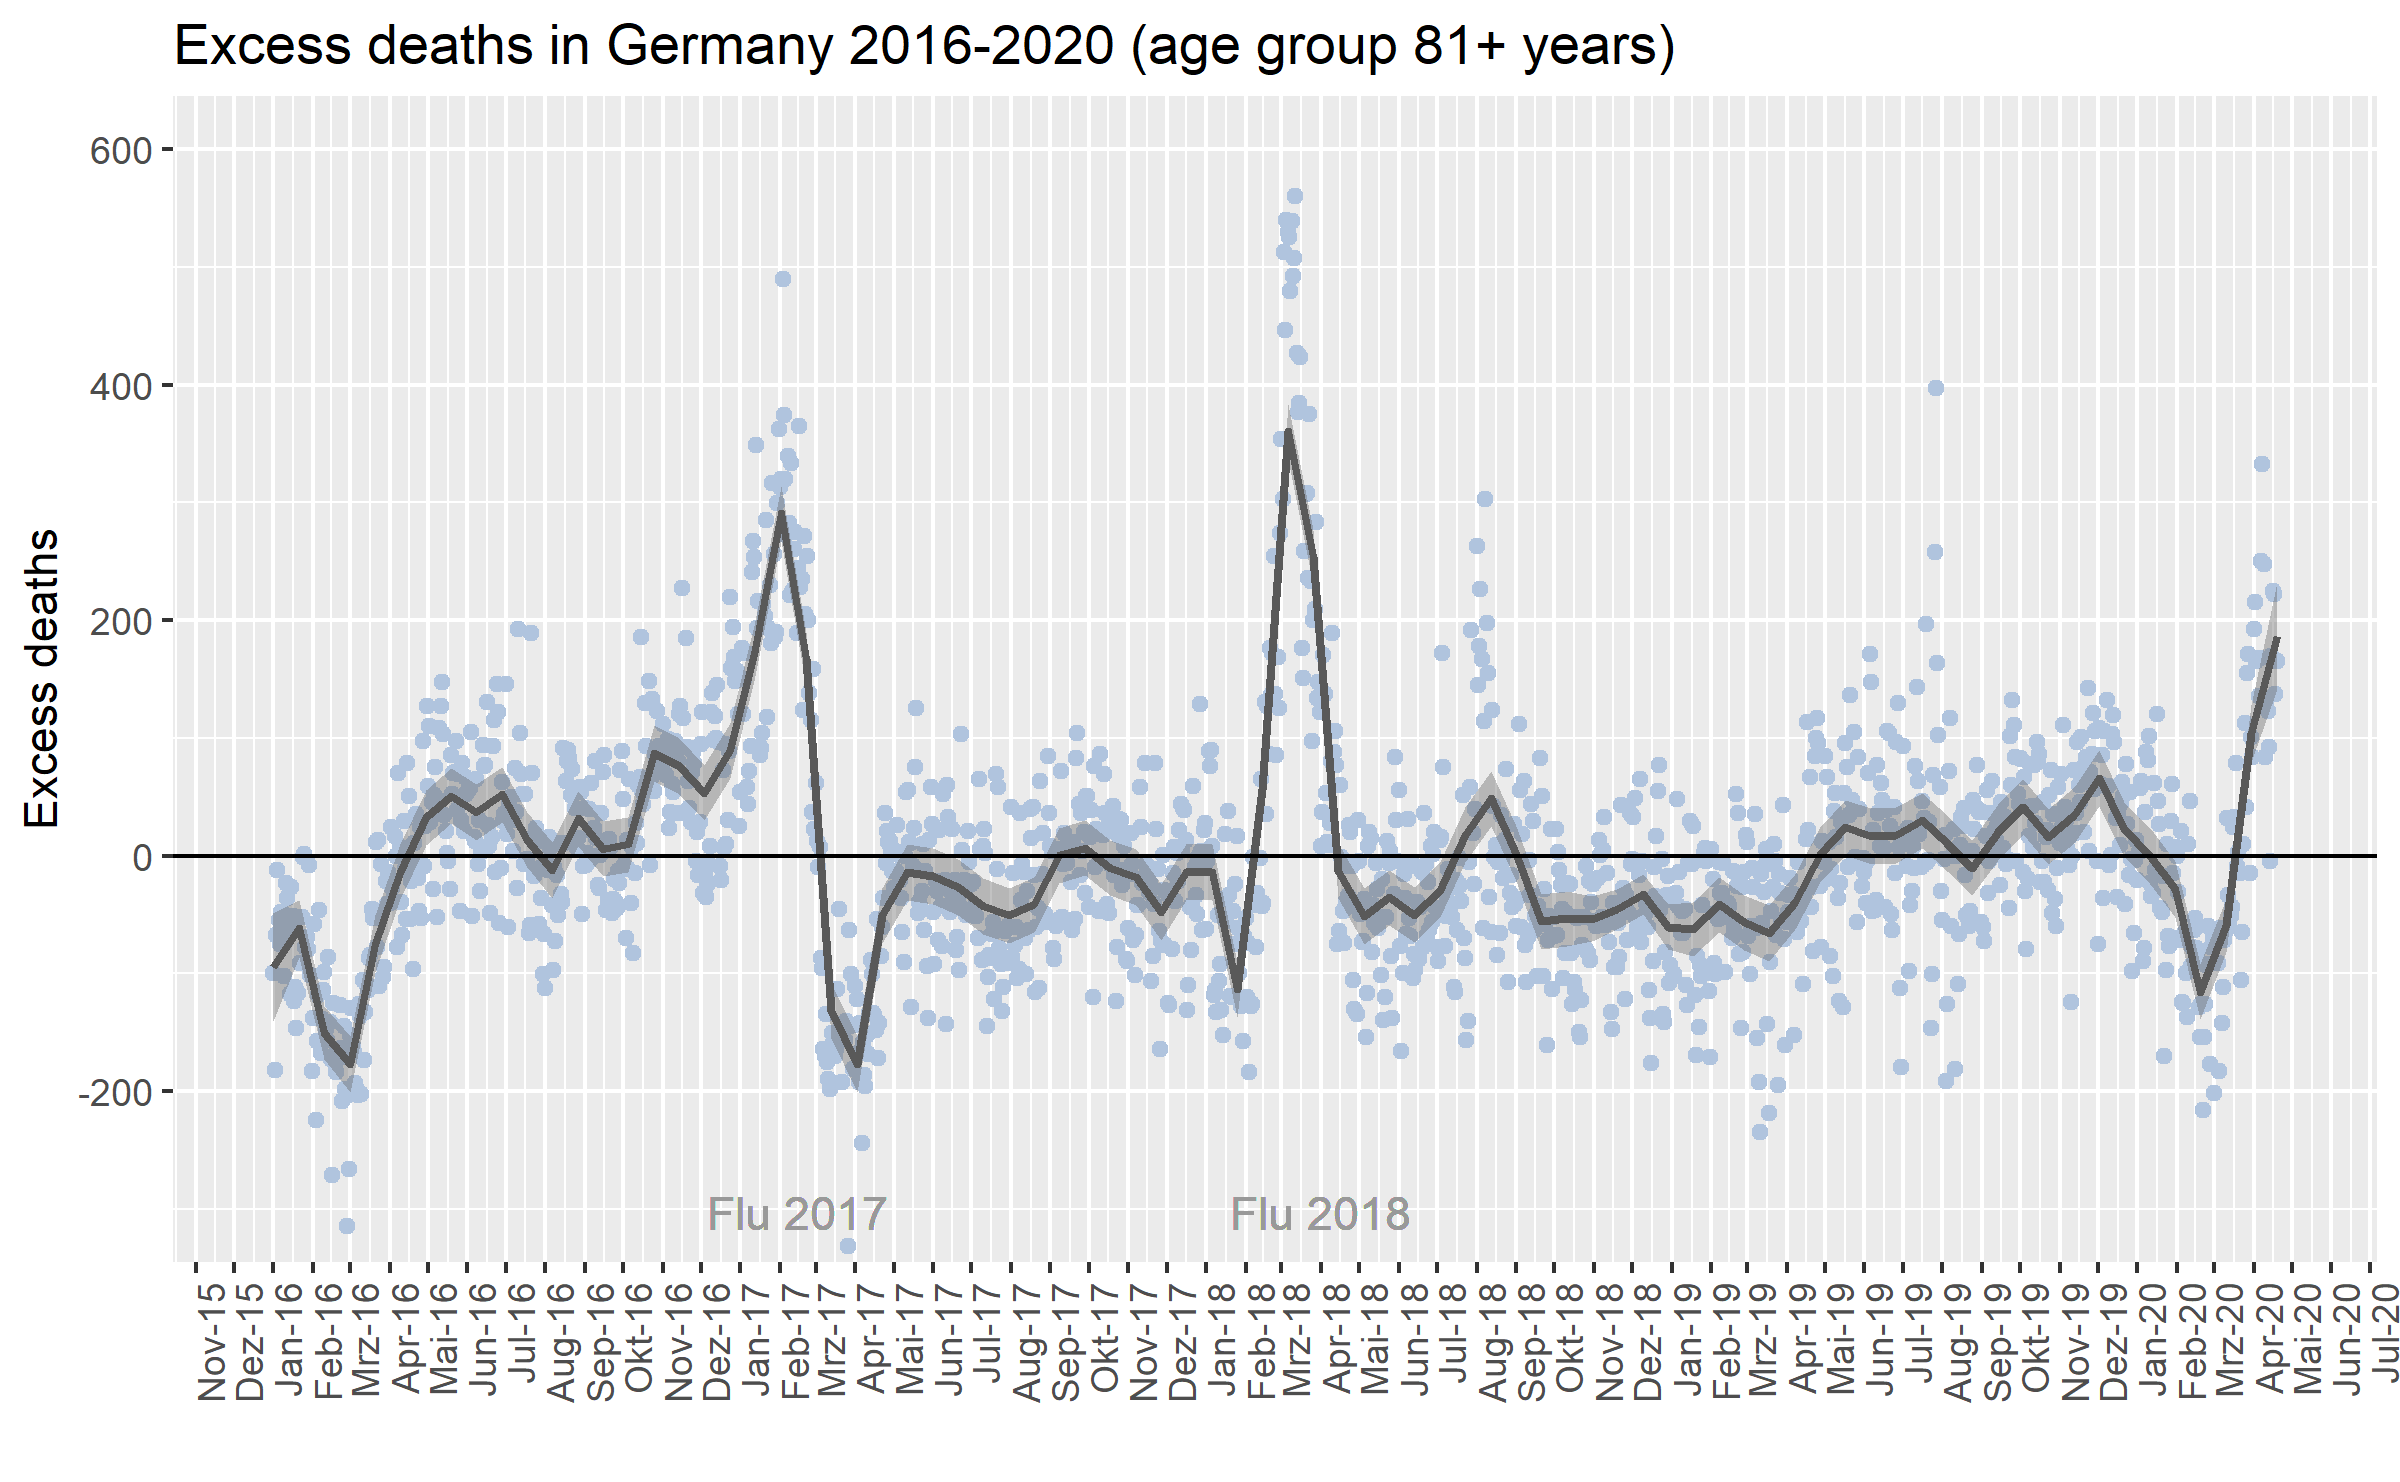 Excess deaths in Germany 2016-2020 (age group 81+ years)
Excess deaths
600
400
200
0
-200
Flu 2017
Flu 2018
Nov-15
Dez-15
Jan-16
Feb-16
Mrz-16
Apr-16
Mai-16
Jun-16
Jul-16
Aug-16
Sep-16
Okt-16
Nov-16
Dez-16
Jan-17
Feb-17
Mrz-17
Apr-17
Mai-17
Jun-17
Jul-17
Aug-17
Sep-17
Okt-17
Nov-17
Dez-17
Jan-18
Feb-18
Mrz-18
Apr-18
Mai-18
Jun-18
Jul-18
Aug-18
Sep-18
Okt-18
Nov-18
Dez-18
Jan-19
Feb-19
Mrz-19
Apr-19
Mai-19
Jun-19
Jul-19
Aug-19
Sep-19
Okt-19
Nov-19
Dez-19
Jan-20
Feb-20
Mrz-20
Apr-20
Mai-20
Jun-20
Jul-20